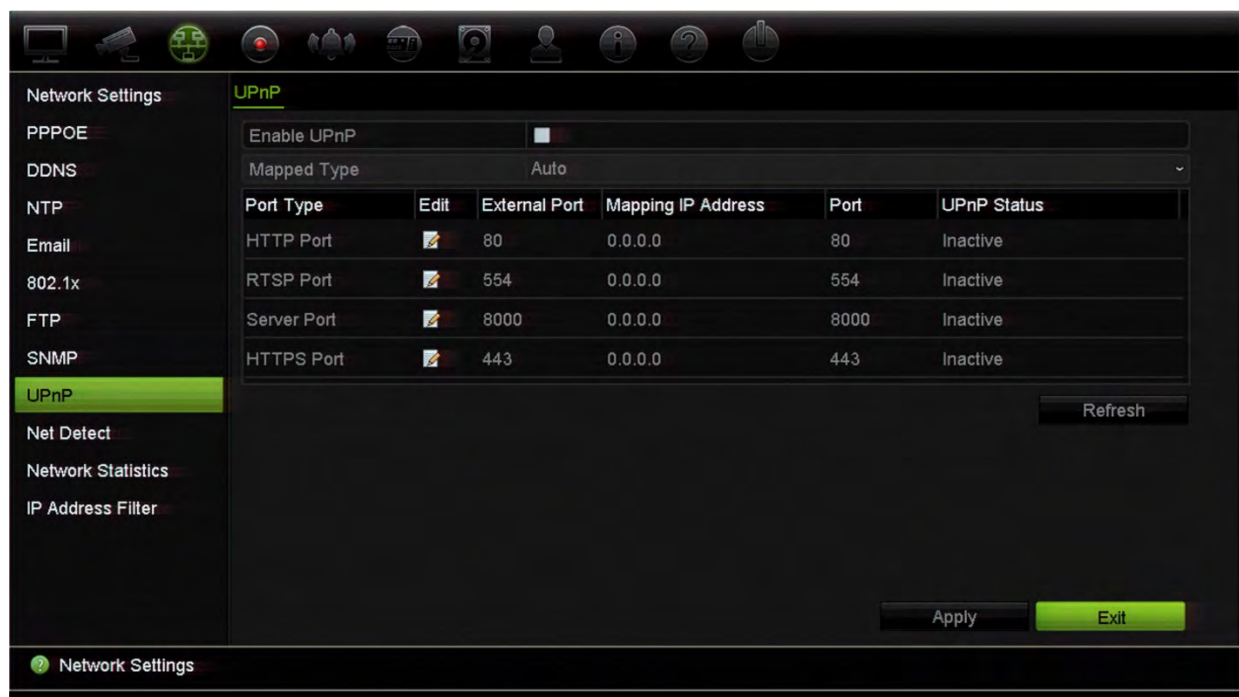 Network Settings
PPPOE
DDNS
NTP
Email
802.1x
FTP
SNMP
UPnP
Net Detect
Network Statistics
IP Address Filter
UPnP
Enable UPnP
Mapped Type Auto
Port Type Edit External Port Mapping IP Address Port UPnP Status
HTTP Port 80 0.0.0.0 80 Inactive
RTSP Port 554 0.0.0.0 554 Inactive
Server Port 8000 0.0.0.0 8000 Inactive
HTTPS Port 443 0.0.0.0 443 Inactive
Refresh
Apply Exit
? Network Settings